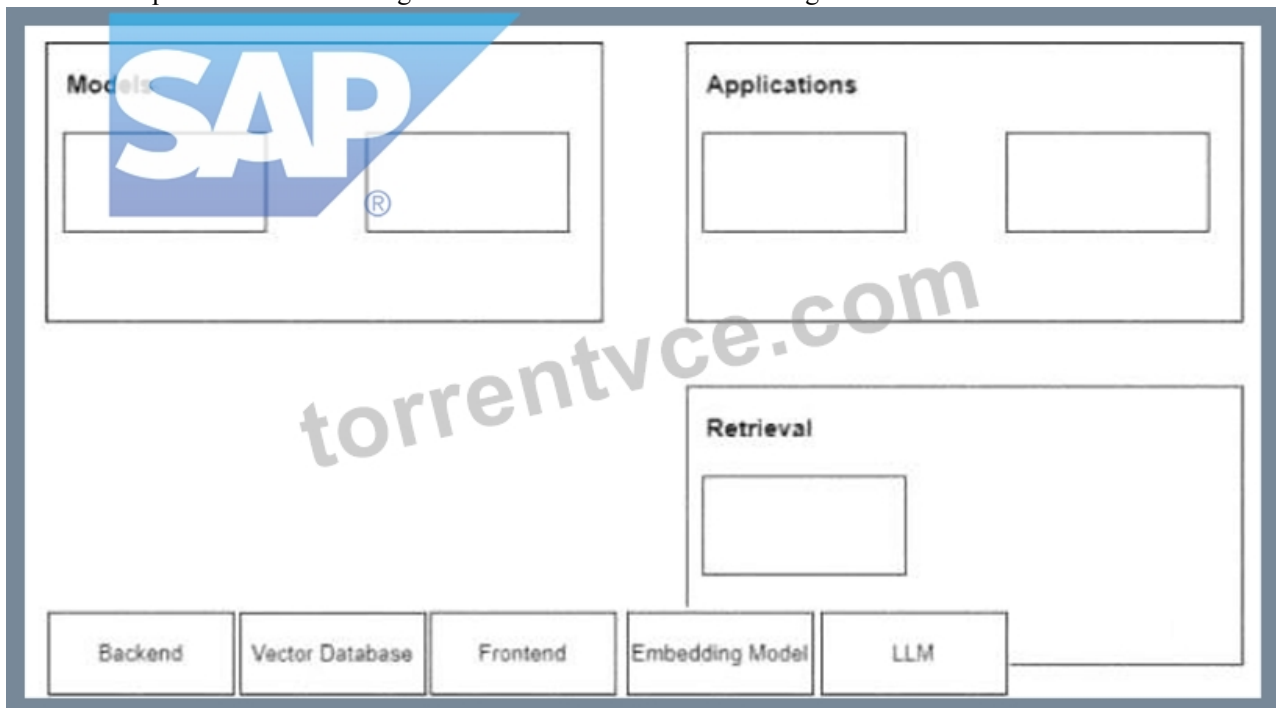 Models
Applications
SAP
®
torrentvce.com
Retrieval
Backend
Vector Database
Frontend
Embedding Model
LLM